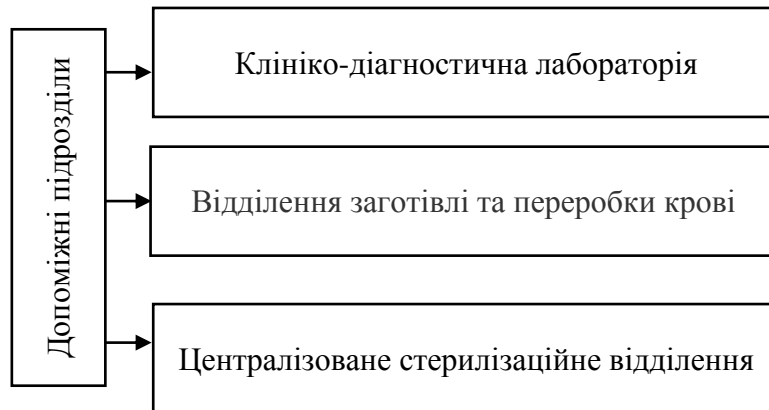 Допоміжні підрозділи
Клініко-діагностична лабораторія
Відділення заготівлі та переробки крові
Централізоване стерилізаційне відділення